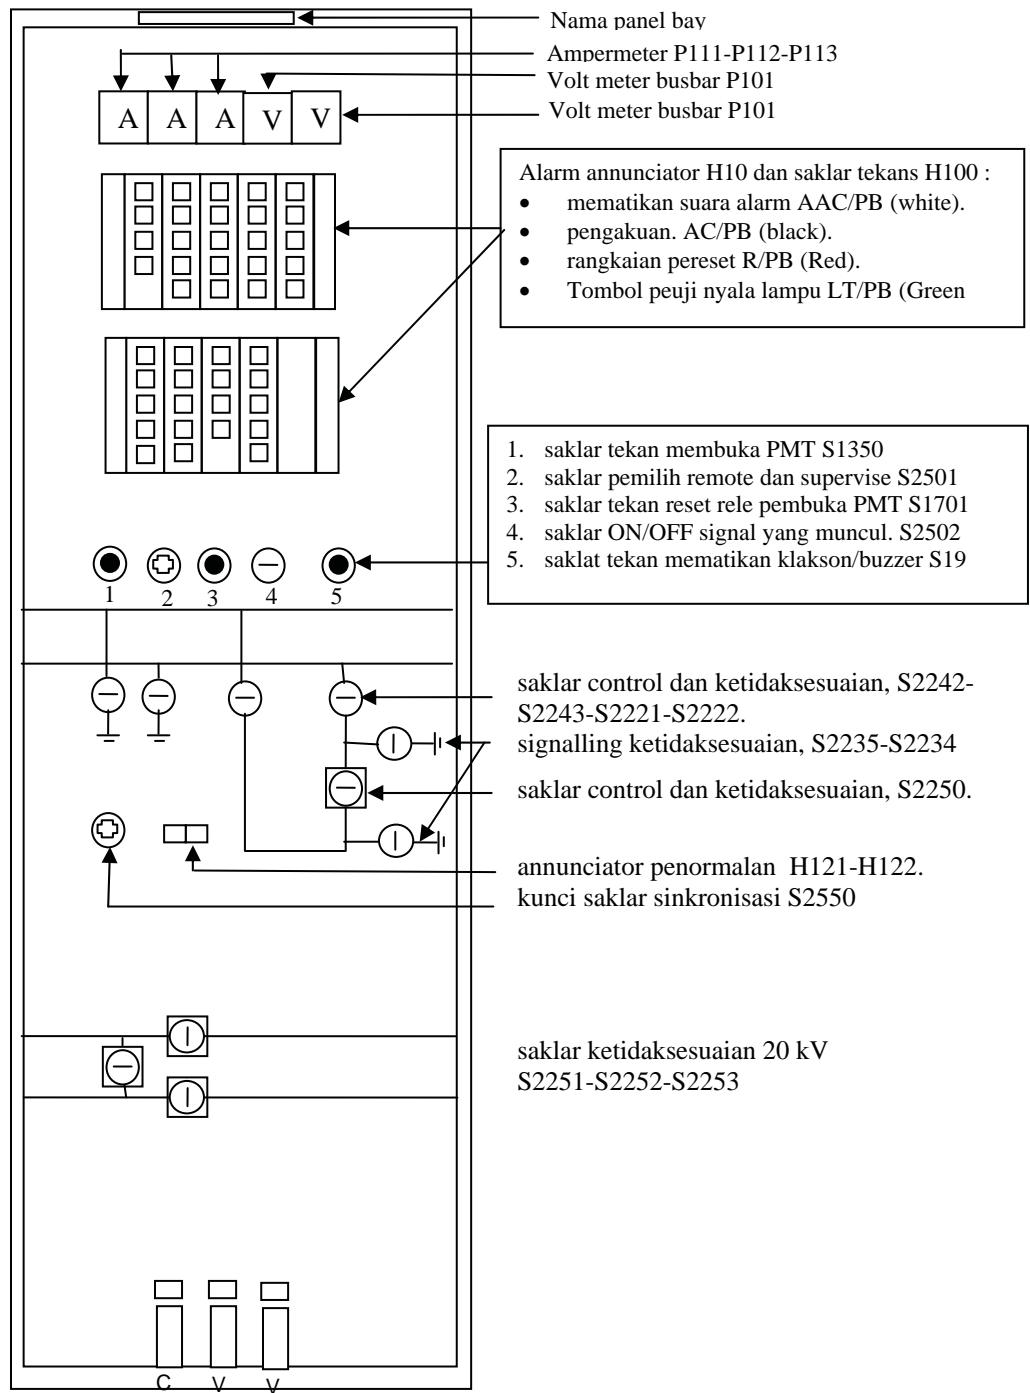 Nama panel bay
Ampermeter P111-P112-P113
Volt meter busbar P101
Volt meter busbar P101
A A A V V
Alarm annunciator H10 dan saklar tekans H100 :
• mematikan suara alarm AAC/PB (white).
• pengakuan. AC/PB (black).
• rangkaian pereset R/PB (Red).
• Tombol peuji nyala lampu LT/PB (Green
1. saklar tekan membuka PMT S1350
2. saklar pemilih remote dan supervise S2501
3. saklar tekan reset rele pembuka PMT S1701
4. saklar ON/OFF signal yang muncul. S2502
5. saklat tekan mematikan klakson/buzzer S19
1 2 3 4 5
saklar control dan ketidaksesuaian, S2242-
S2243-S2221-S2222.
signalling ketidaksesuaian, S2235-S2234
saklar control dan ketidaksesuaian, S2250.
annunciator penormalan H121-H122.
kunci saklar sinkronisasi S2550
saklar ketidaksesuaian 20 kV
S2251-S2252-S2253
C V V